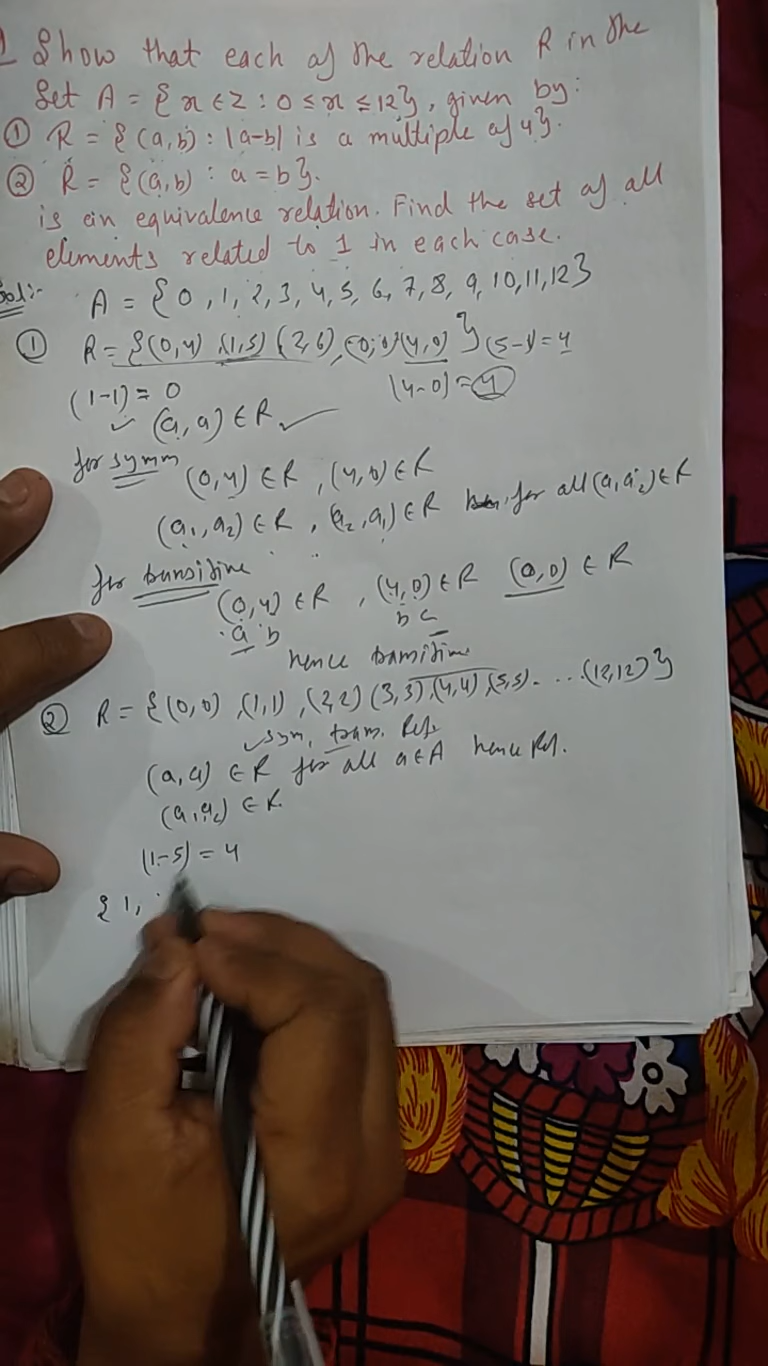 Show that each of the relation R in the
Set A = { x ∈ Z : 0 ≤ x ≤ 12}, given by:
① R = { (a,b) : |a-b| is a multiple of 4}.
② R = { (a,b) : a = b }.
is an equivalence relation. Find the set of all
elements related to 1 in each case.
Sol:-
A = { 0, 1, 2, 3, 4, 5, 6, 7, 8, 9, 10, 11, 12 }
① R = { (0,4) (1,5) (2,6), (0,0) (4,0) } (5-1) = 4
(1-1) = 0 |4-0| = 4
(a, a) ∈ R
for symm (0,4) ∈ R , (4,0) ∈ R
(a₁, a₂) ∈ R , (a₂, a₁) ∈ R for all (a₁, a₂) ∈ R
for transitive
(0,4) ∈ R , (4,0) ∈ R (0,0) ∈ R
a b b c
hence transitive
② R = { (0,0) , (1,1) , (2,2) (3,3) , (4,4) , (5,5) - ... (12,12) }
sym, tran. Refx
(a, a) ∈ R for all a ∈ A hence Ref.
(a₁ a₂) ∈ R
(1-5) = 4
{ 1,